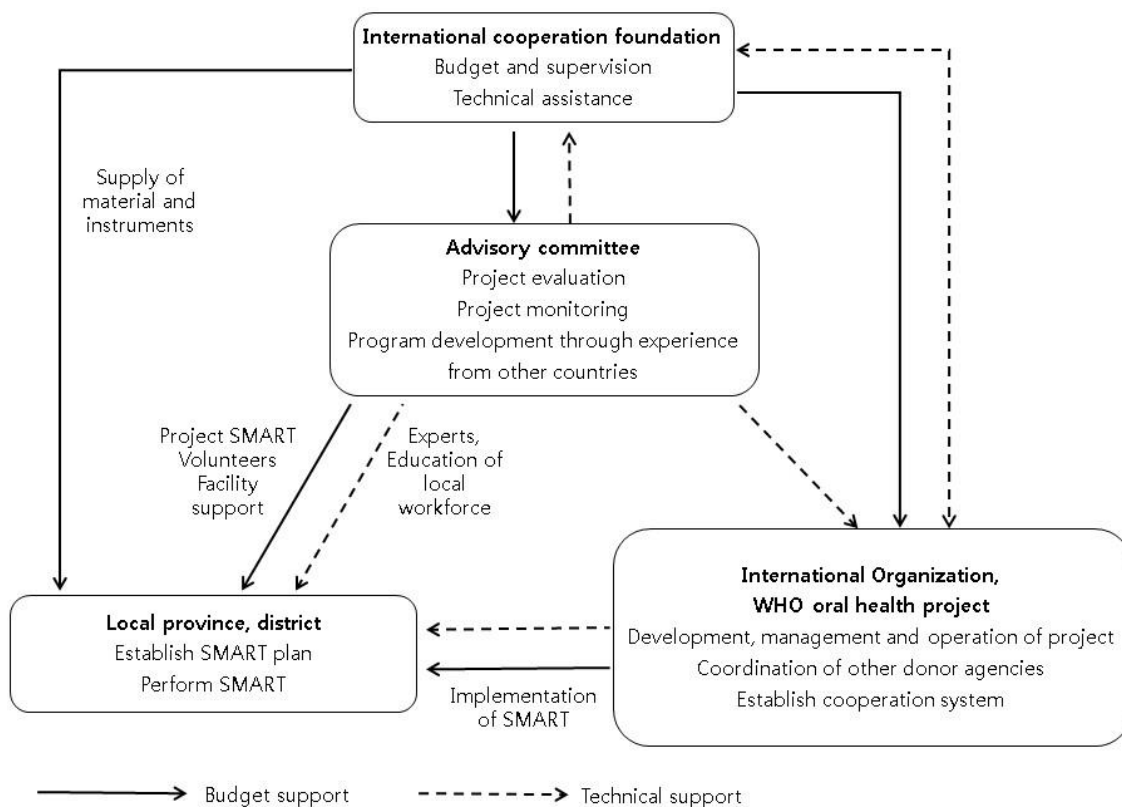 International cooperation foundation
Budget and supervision
Technical assistance
Supply of
material and
instruments
Advisory committee
Project evaluation
Project monitoring
Program development through experience
from other countries
Project SMART
Volunteers
Facility
support
Experts,
Education of
local
workforce
International Organization,
WHO oral health project
Development, management and operation of project
Coordination of other donor agencies
Establish cooperation system
Local province, district
Establish SMART plan
Perform SMART
Implementation
of SMART
Budget support
Technical support